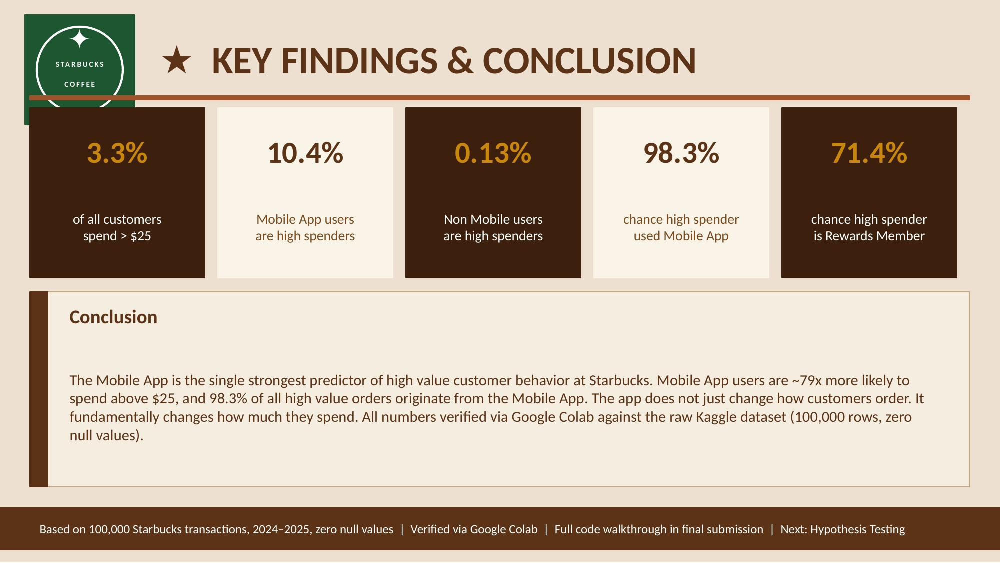 STARBUCKS
COFFEE
★ KEY FINDINGS & CONCLUSION
3.3%
of all customers
spend > $25
10.4%
Mobile App users
are high spenders
0.13%
Non Mobile users
are high spenders
98.3%
chance high spender
used Mobile App
71.4%
chance high spender
is Rewards Member
Conclusion
The Mobile App is the single strongest predictor of high value customer behavior at Starbucks. Mobile App users are ~79x more likely to
spend above $25, and 98.3% of all high value orders originate from the Mobile App. The app does not just change how customers order. It
fundamentally changes how much they spend. All numbers verified via Google Colab against the raw Kaggle dataset (100,000 rows, zero
null values).
Based on 100,000 Starbucks transactions, 2024–2025, zero null values | Verified via Google Colab | Full code walkthrough in final submission | Next: Hypothesis Testing